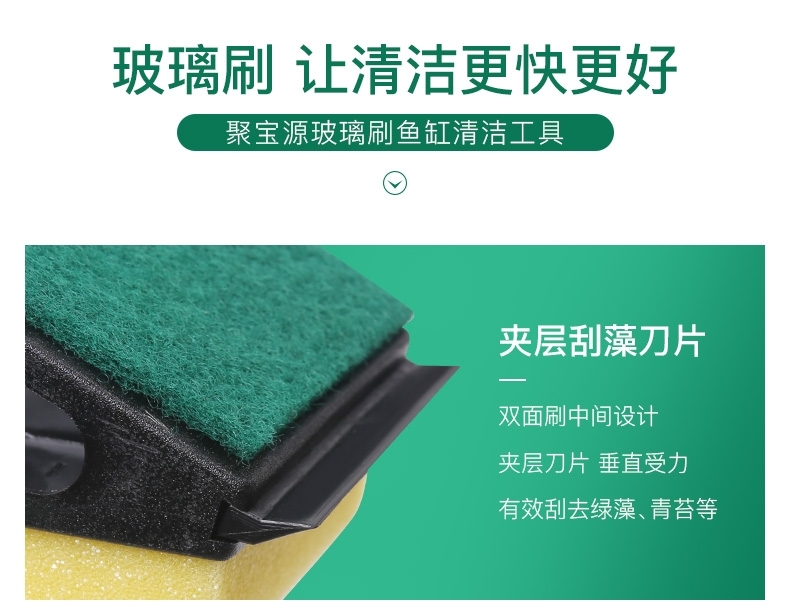 玻璃刷 让清洁更快更好
聚宝源玻璃刷鱼缸清洁工具
夹层刮藻刀片
双面刷中间设计
夹层刀片 垂直受力
有效刮去绿藻、青苔等